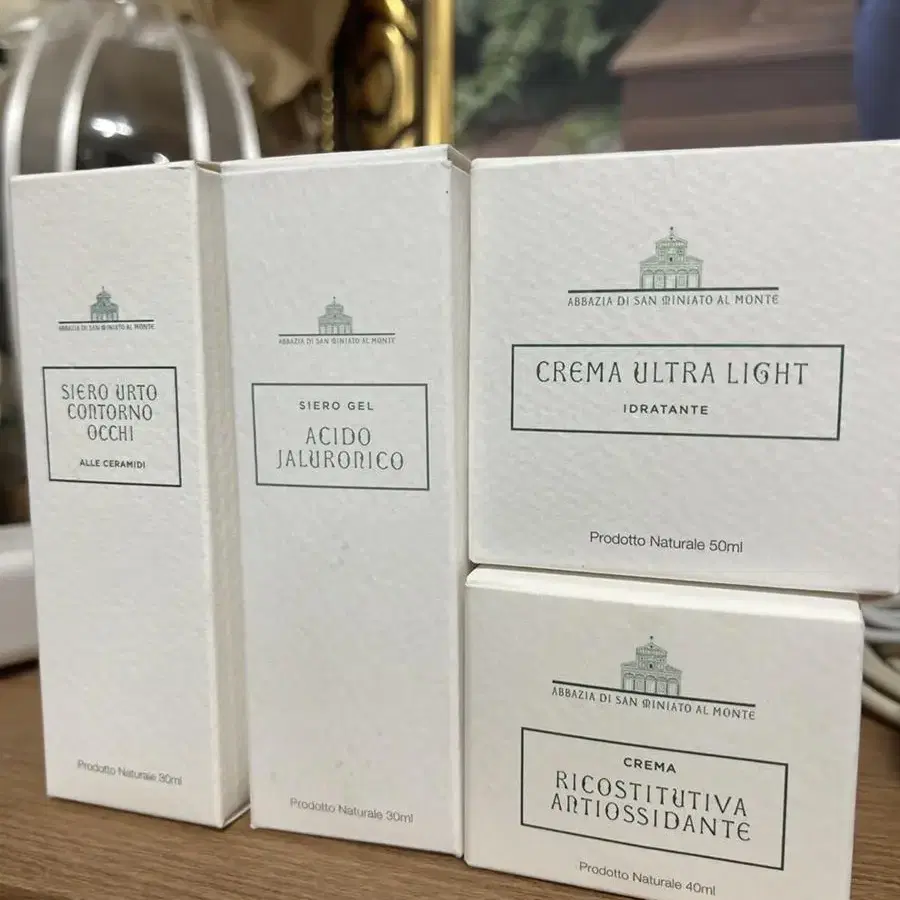 ABBAZIA DI SAN MINIATO AL MONTE
SIERO URTO
CONTORNO
OCCHI
ALLE CERAMIDI
Prodotto Naturale 30ml
ABBAZIA DI SAN MINIATO AL MONTE
SIERO GEL
ACIDO
JALURONICO
Prodotto Naturale 30ml
ABBAZIA DI SAN MINIATO AL MONTE
CREMA ULTRA LIGHT
IDRATANTE
Prodotto Naturale 50ml
ABBAZIA DI SAN MINIATO AL MONTE
CREMA
RICOSTITUTIVA
ANTIOSSIDANTE
Prodotto Naturale 40ml